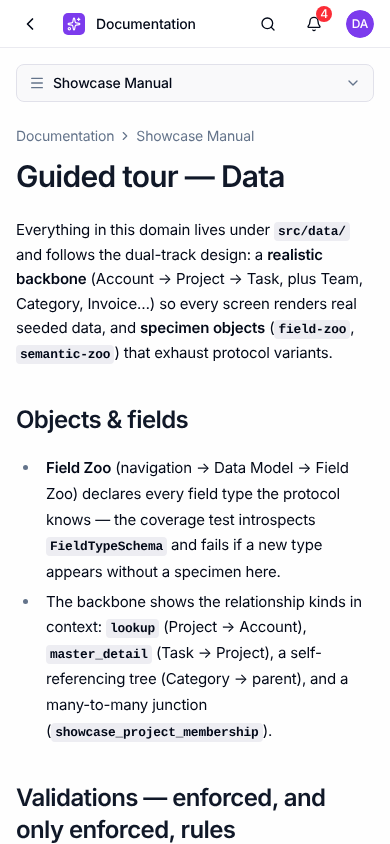 Documentation
4
DA
Showcase Manual
Documentation > Showcase Manual
Guided tour — Data
Everything in this domain lives under src/data/
and follows the dual-track design: a realistic
backbone (Account → Project → Task, plus Team,
Category, Invoice...) so every screen renders real
seeded data, and specimen objects ( field-zoo ,
semantic-zoo ) that exhaust protocol variants.
Objects & fields
• Field Zoo (navigation → Data Model → Field
Zoo) declares every field type the protocol
knows — the coverage test introspects
FieldTypeSchema and fails if a new type
appears without a specimen here.
• The backbone shows the relationship kinds in
context: lookup (Project → Account),
master_detail (Task → Project), a self-
referencing tree (Category → parent), and a
many-to-many junction
( showcase_project_membership ).
Validations — enforced, and
only enforced, rules